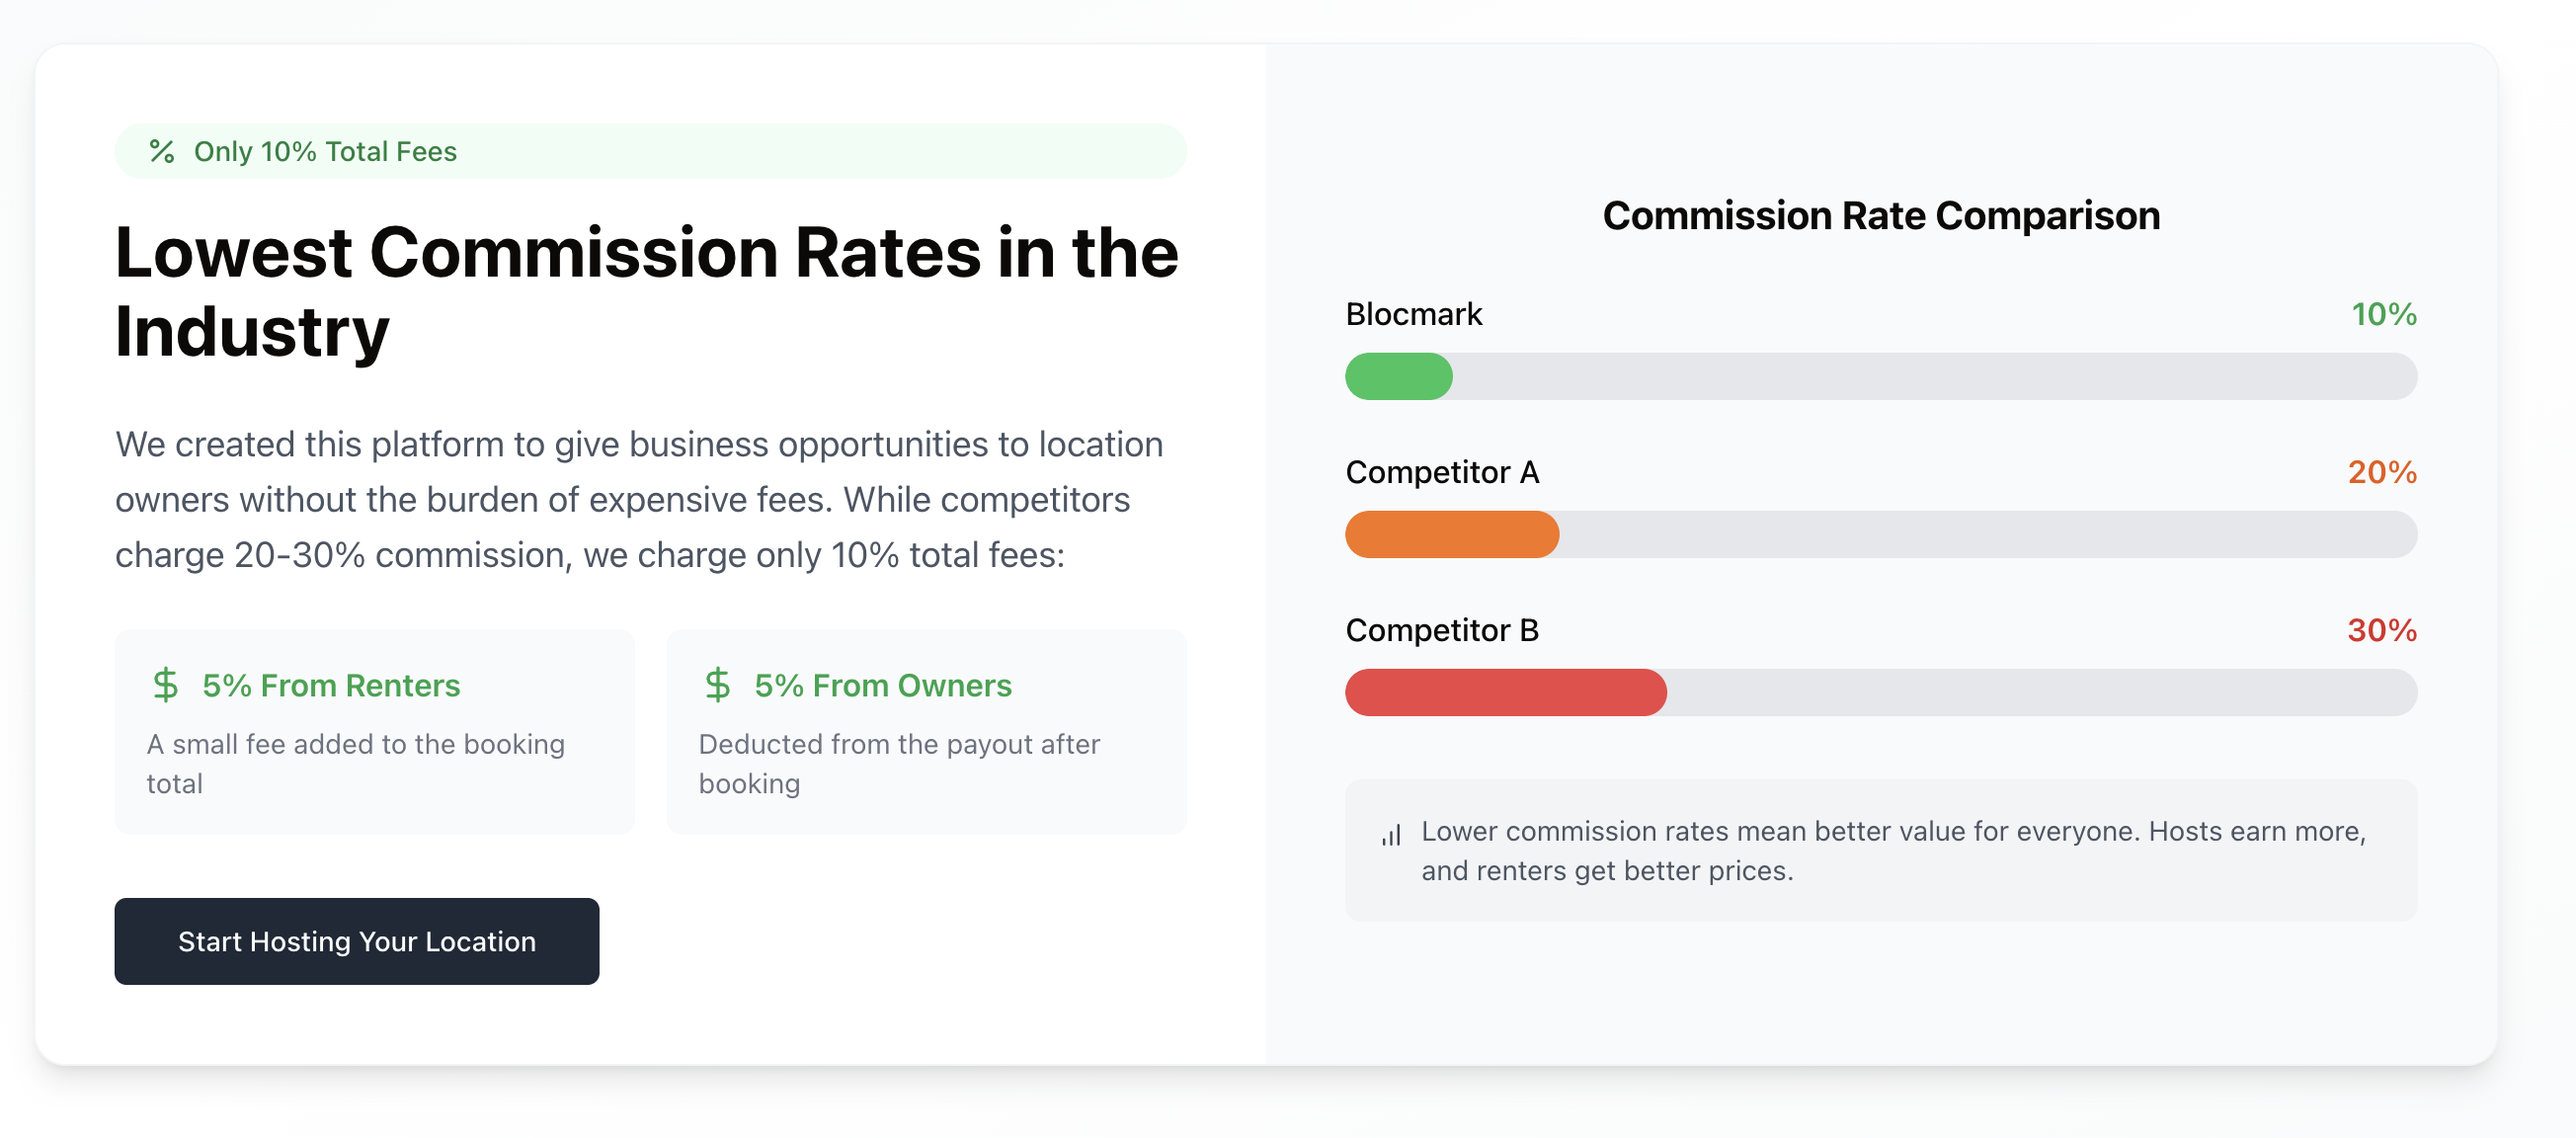 Only 10% Total Fees
Lowest Commission Rates in the
Industry
We created this platform to give business opportunities to location
owners without the burden of expensive fees. While competitors
charge 20-30% commission, we charge only 10% total fees:
5% From Renters
A small fee added to the booking
total
5% From Owners
Deducted from the payout after
booking
Start Hosting Your Location
Commission Rate Comparison
Blocmark 10%
Competitor A 20%
Competitor B 30%
Lower commission rates mean better value for everyone. Hosts earn more,
and renters get better prices.